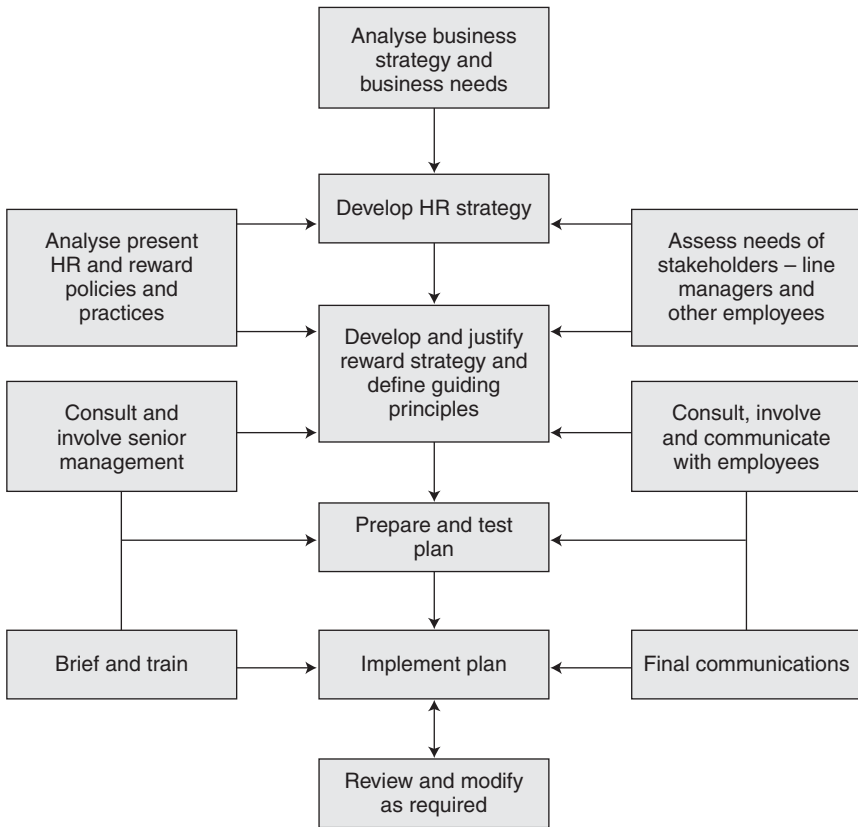 Analyse business
strategy and
business needs
Develop HR strategy
Analyse present
HR and reward
policies and
practices
Assess needs of
stakeholders – line
managers and
other employees
Develop and justify
reward strategy and
define guiding
principles
Consult and
involve senior
management
Consult, involve
and communicate
with employees
Prepare and test
plan
Brief and train
Implement plan
Final communications
Review and modify
as required